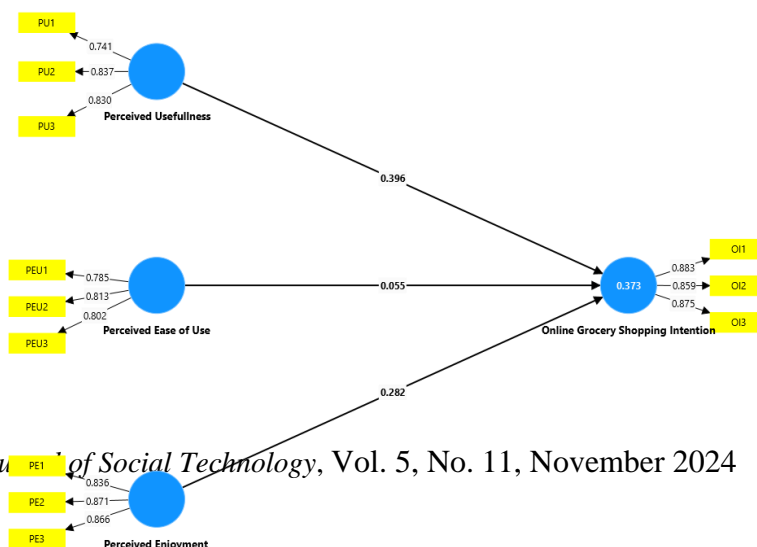 PU1
0.741
PU2
0.837
0.830
PU3
Perceived Usefullness
0.396
PEU1
0.785
PEU2
0.813
0.802
PEU3
Perceived Ease of Use
0.055
0.373
OI1
0.883
0.859
OI2
0.875
OI3
Online Grocery Shopping Intention
0.282
of Social Technology, Vol. 5, No. 11, November 2024
PE1
0.836
PE2
0.871
0.866
PE3
Perceived Enjoyment